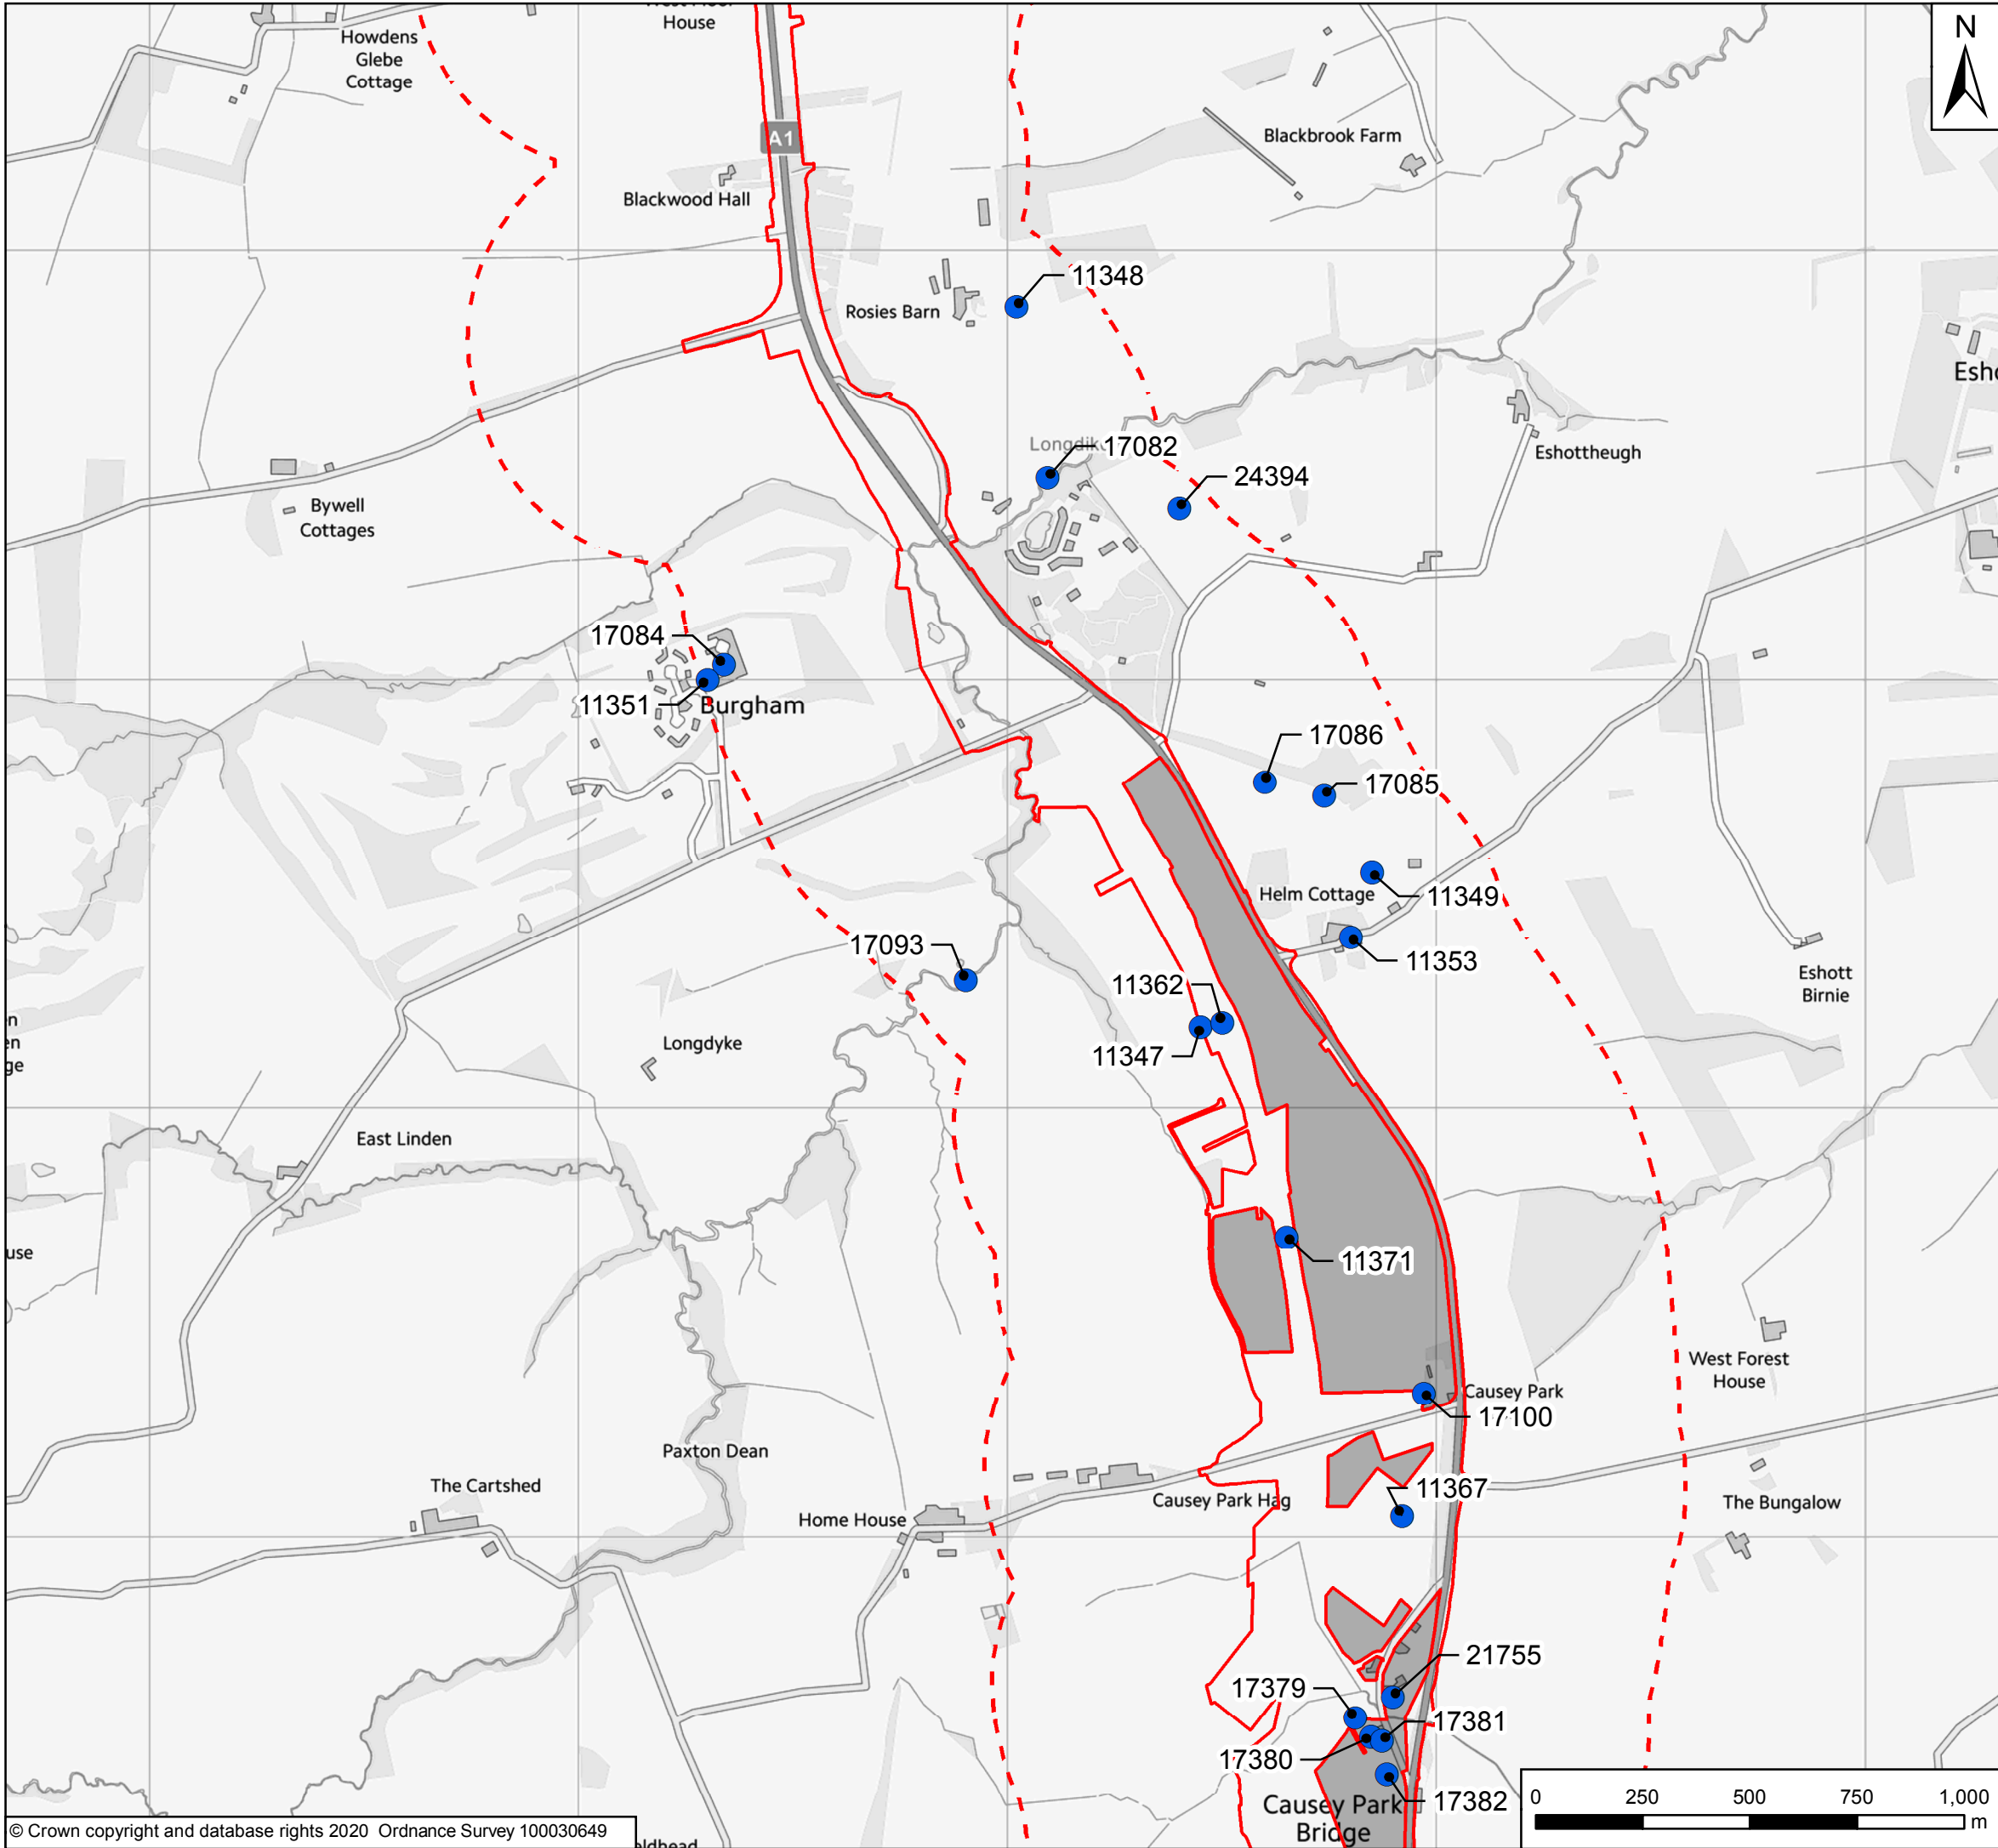 West Moor
House
N
Howdens
Glebe
Cottage
A1
Blackbrook Farm
Blackwood Hall
11348
Rosies Barn
Esh
17082
24394
Eshottheugh
Bywell
Cottages
17084
11351
Burgham
17086
17085
Helm Cottage
11349
17093
11353
11362
Eshott
Birnie
11347
Longdyke
East Linden
11371
West Forest
House
Causey Park
17100
Paxton Dean
The Cartshed
11367
Causey Park Hag
The Bungalow
Home House
21755
17379
17381
17380
17382
Causey Park
Bridge
0 250 500 750 1,000
m
© Crown copyright and database rights 2020 Ordnance Survey 100030649